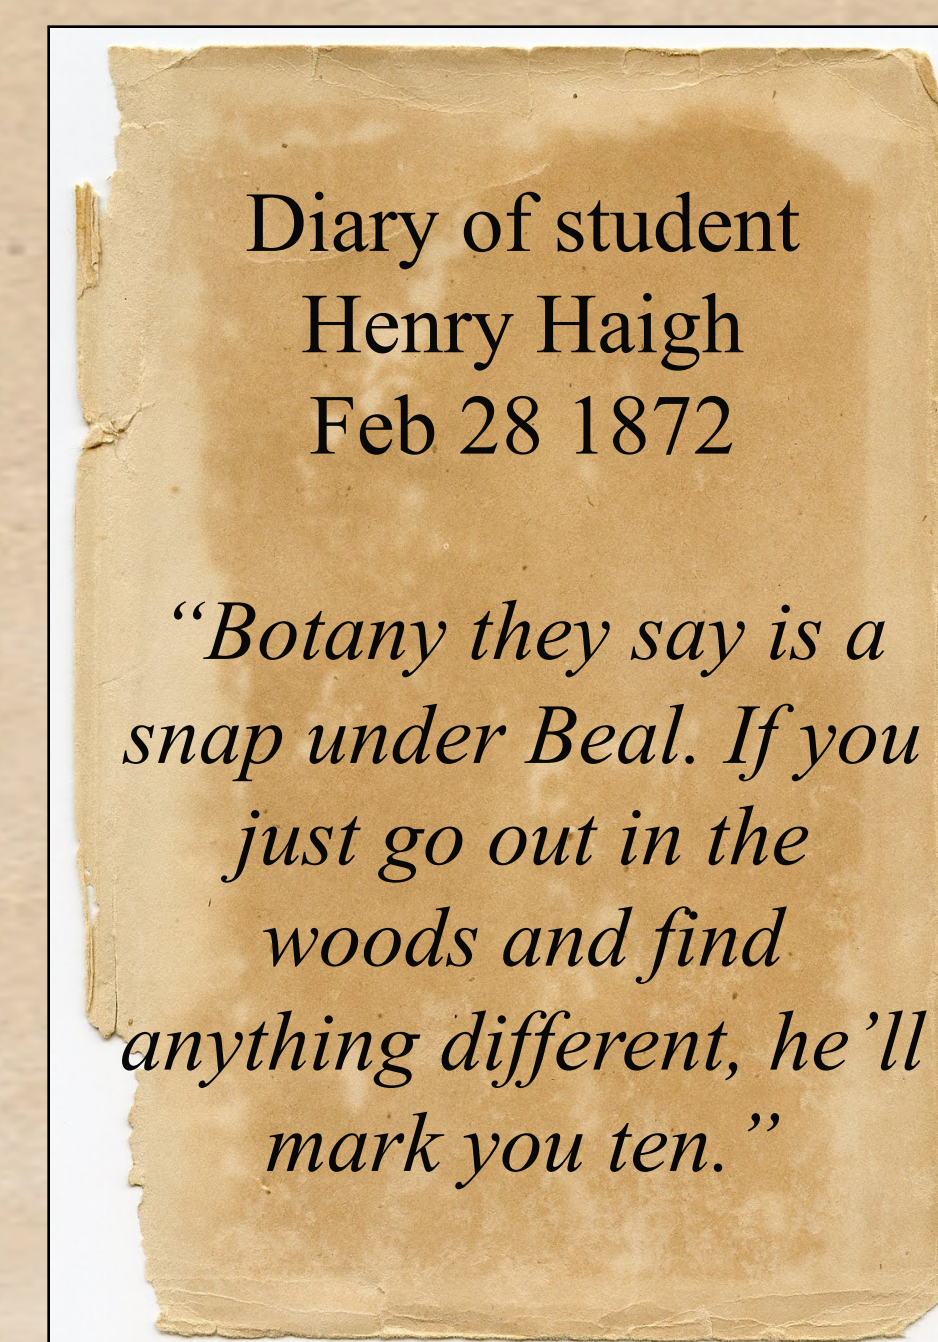 Diary of student
Henry Haigh
Feb 28 1872
“Botany they say is a
snap under Beal. If you
just go out in the
woods and find
anything different, he’ll
mark you ten.”